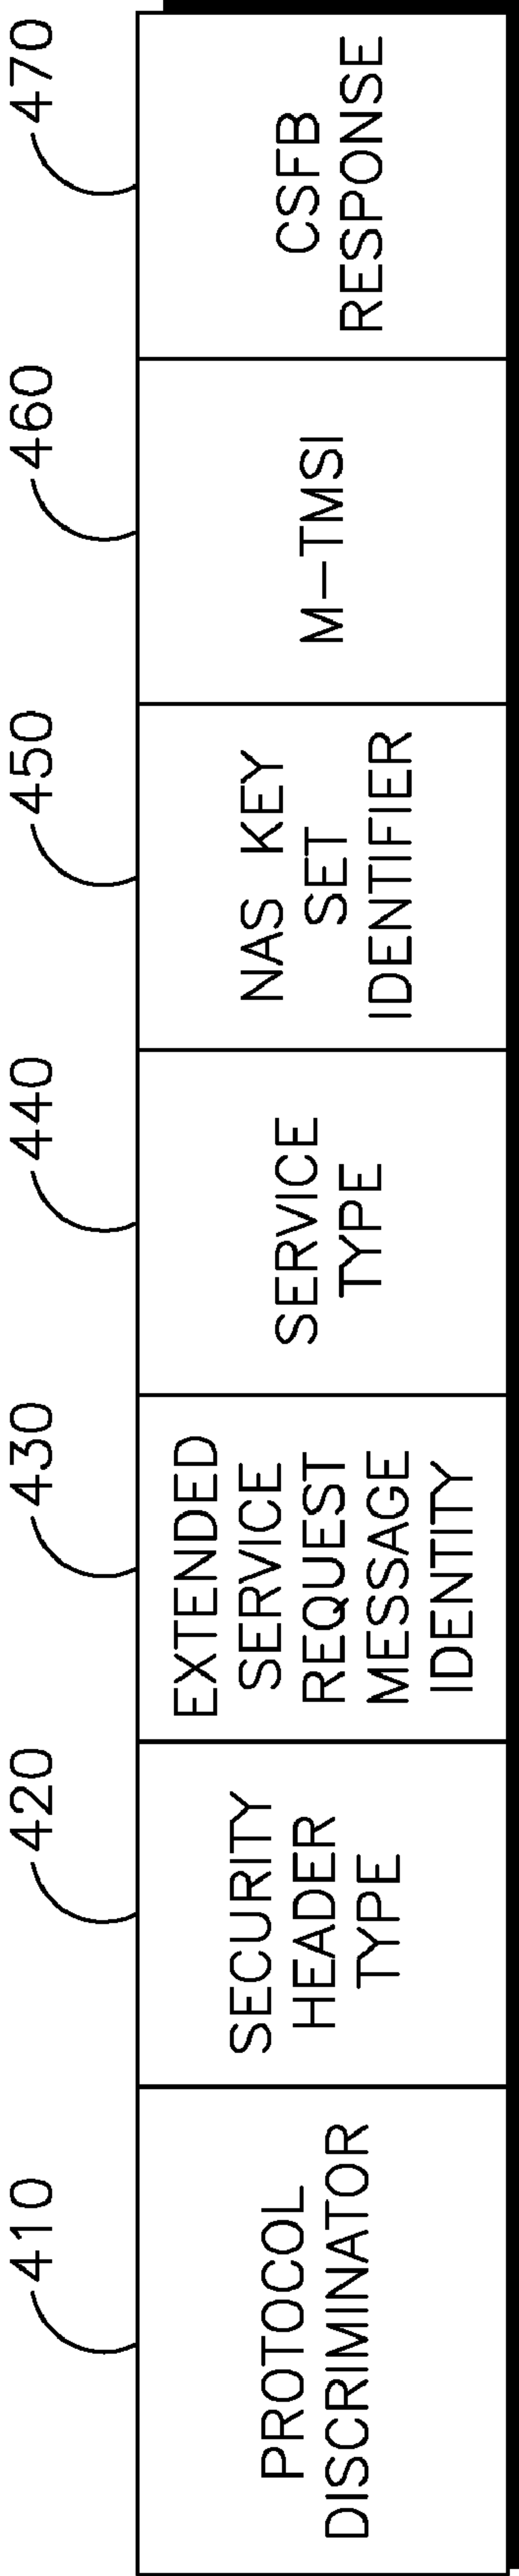 410
420
430
440
450
460
470
PROTOCOL
DISCRIMINATOR
SECURITY
HEADER
TYPE
EXTENDED
SERVICE
REQUEST
MESSAGE
IDENTITY
SERVICE
TYPE
NAS KEY
SET
IDENTIFIER
M-TMSI
CSFB
RESPONSE